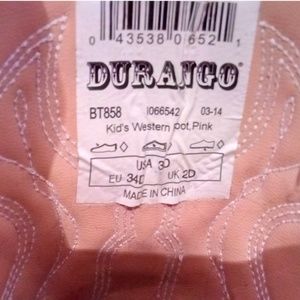 0 43538 0652 1
DURANGO
BT858 I066542 03-14
Kid's Western oot,Pink
USA 3D
EU 34D UK 2D
MADE IN CHINA